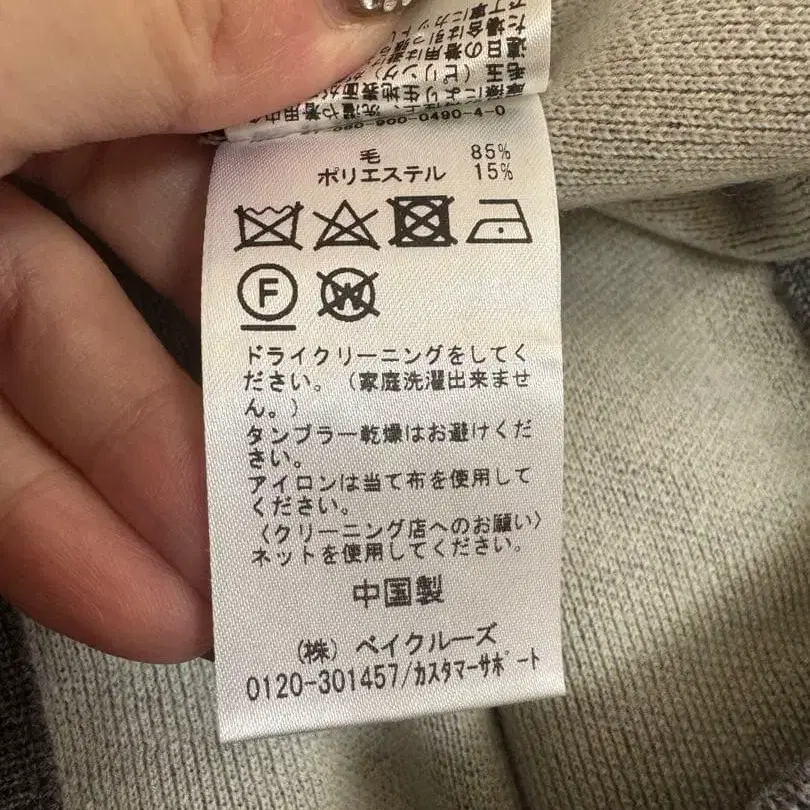 毛 85%
ポリエステル 15%
F
W
ドライクリーニングをしてく
ださい。（家庭洗濯出来ませ
ん。）
タンブラー乾燥はお避けくだ
さい。
アイロンは当て布を使用して
ください。
〈クリーニング店へのお願い〉
ネットを使用してください。
中国製
（株）ベイクルーズ
0120-301457/カスタマーサポート